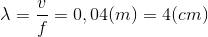 λ = v/f = 0,04(m) = 4(cm)